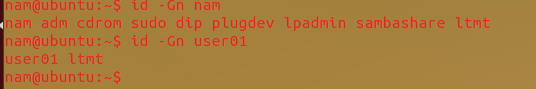 nam@ubuntu:~$ id -Gn nam
nam adm cdrom sudo dip plugdev lpadmin sambashare ltmt
nam@ubuntu:~$ id -Gn user01
user01 ltmt
nam@ubuntu:~$